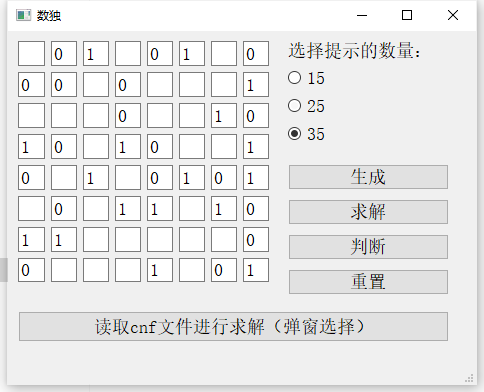 数独
0 1 0 1 0
0 0 0 1
0 1 0
1 0 1 0 1
0 1 0 1 0 1
0 1 1 1 0
1 1 0
0 1 0 1
选择提示的数量:
15
25
35
生成
求解
判断
重置
读取cnf文件进行求解（弹窗选择）